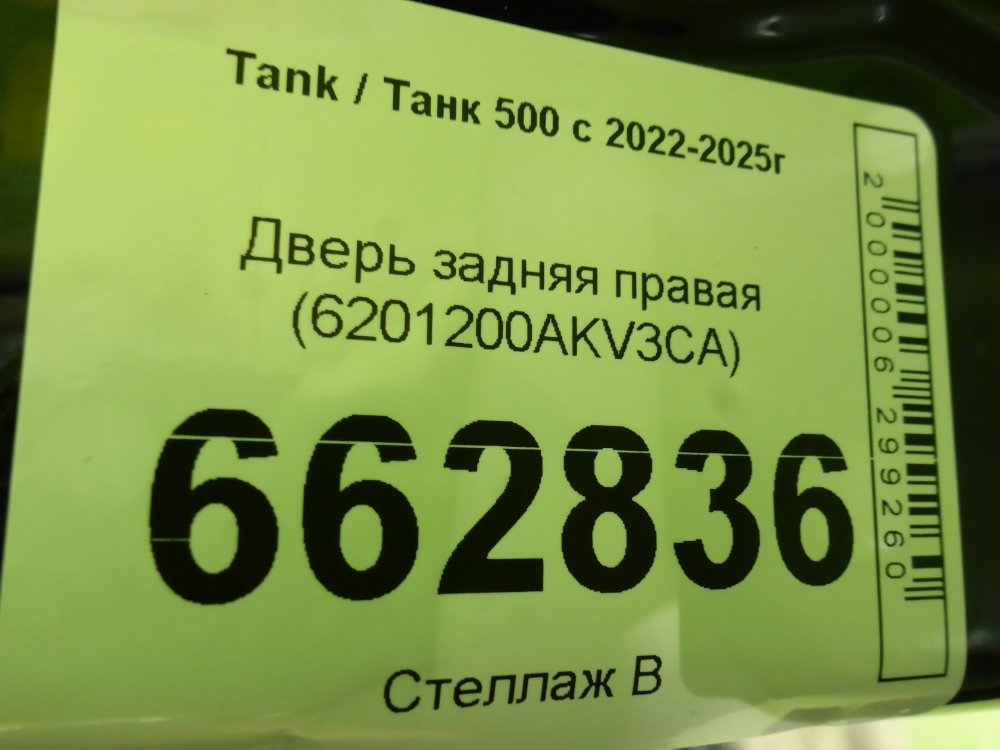 Tank / Танк 500 с 2022-2025г
Дверь задняя правая
(6201200AKV3CA)
662836
Стеллаж В
2000006299260